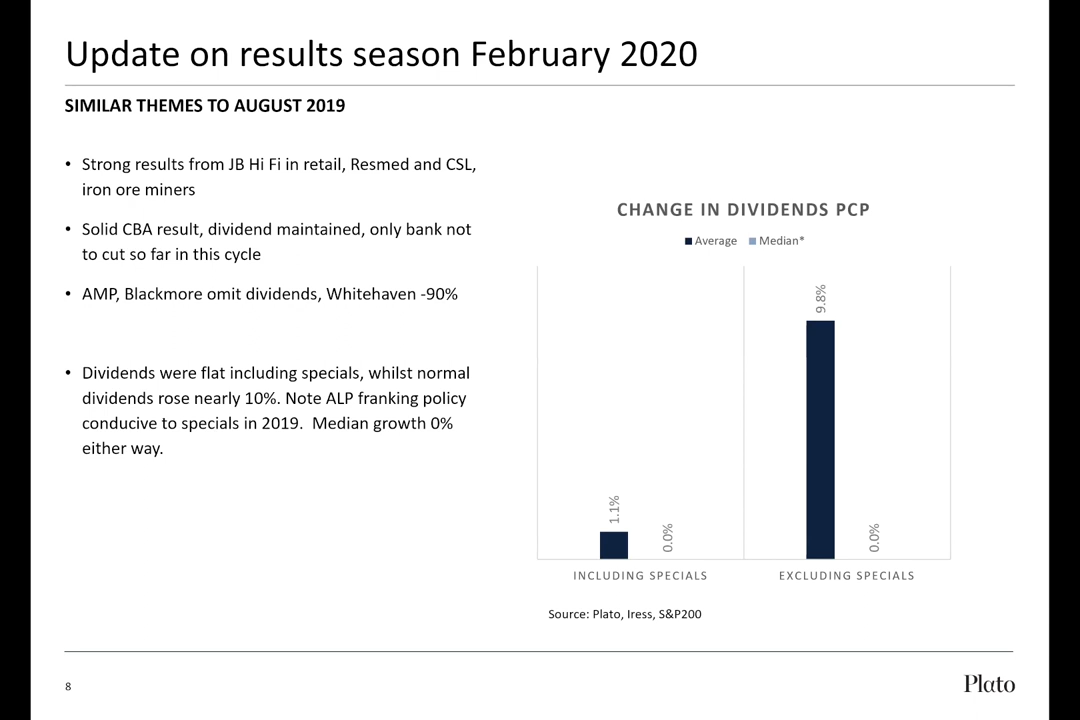 Update on results season February 2020
SIMILAR THEMES TO AUGUST 2019
• Strong results from JB Hi Fi in retail, Resmed and CSL,
iron ore miners
• Solid CBA result, dividend maintained, only bank not
to cut so far in this cycle
• AMP, Blackmore omit dividends, Whitehaven -90%
• Dividends were flat including specials, whilst normal
dividends rose nearly 10%. Note ALP franking policy
conducive to specials in 2019.  Median growth 0%
either way.
CHANGE IN DIVIDENDS PCP
Average Median*
1.1%
0.0%
9.8%
0.0%
INCLUDING SPECIALS
EXCLUDING SPECIALS
Source: Plato, Iress, S&P200
8
Plato